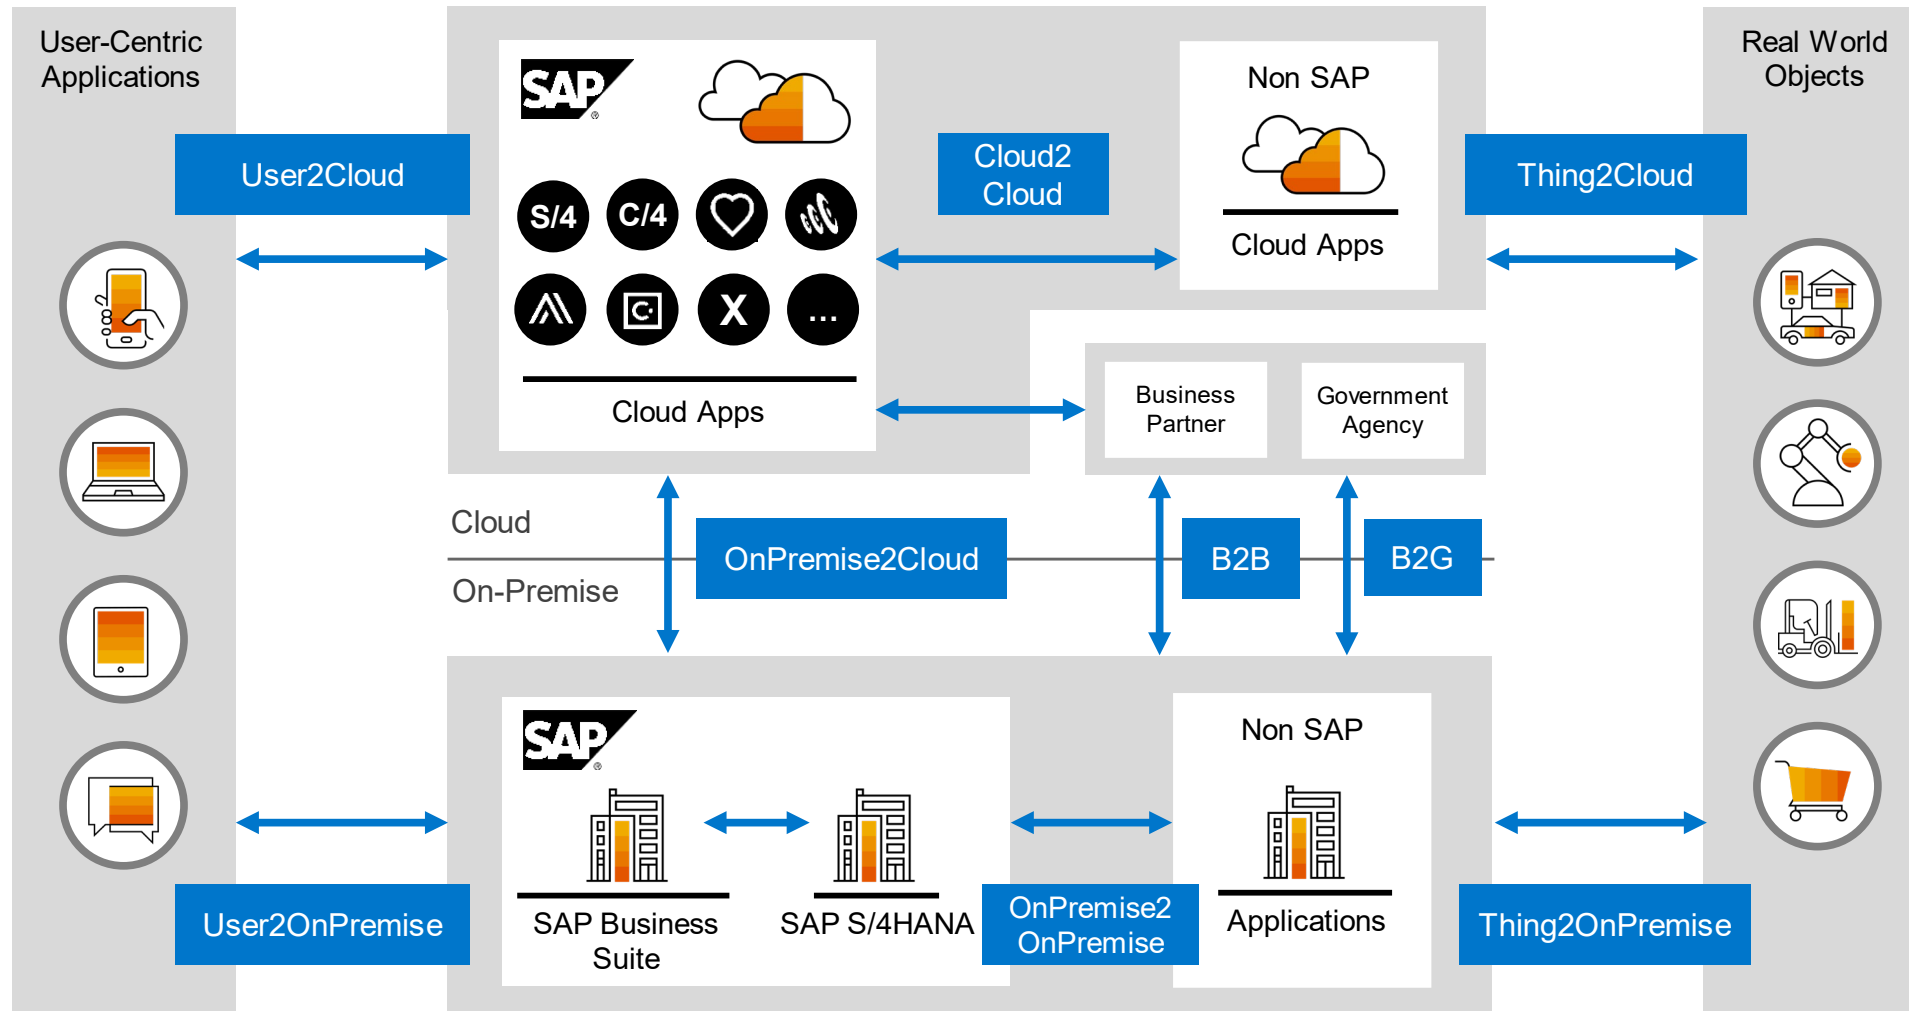 User-Centric
Applications
SAP
®
Non SAP
Real World
Objects
User2Cloud
Cloud2
Cloud
Thing2Cloud
S/4
C/4
Cloud Apps
C.
X
...
Cloud Apps
Business
Partner
Government
Agency
Cloud
OnPremise2Cloud
B2B
B2G
On-Premise
SAP
®
Non SAP
User2OnPremise
SAP Business
Suite
SAP S/4HANA
OnPremise2
OnPremise
Applications
Thing2OnPremise